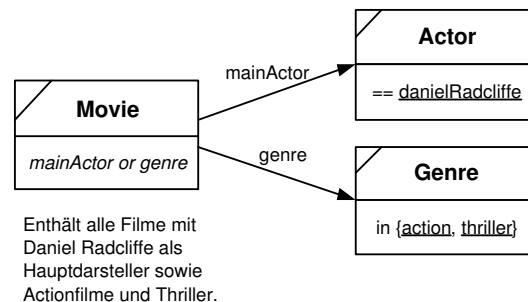 Movie
mainActor or genre
mainActor
genre
Actor
== danielRadcliffe
Genre
in {action, thriller}
Enthält alle Filme mit
Daniel Radcliffe als
Hauptdarsteller sowie
Actionfilme und Thriller.